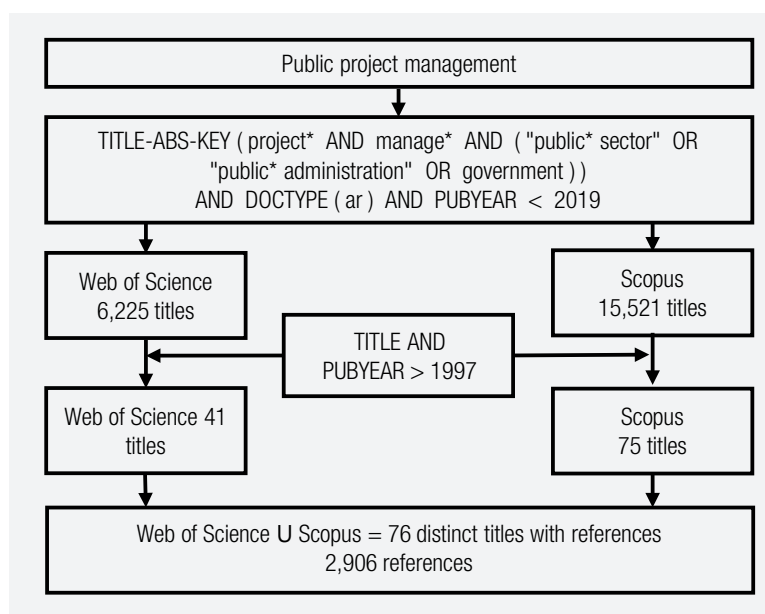 Public project management
TITLE-ABS-KEY ( project* AND manage* AND ( "public* sector" OR
"public* administration" OR government ) )
AND DOCTYPE ( ar ) AND PUBYEAR < 2019
Web of Science
6,225 titles
Scopus
15,521 titles
TITLE AND
PUBYEAR > 1997
Web of Science 41
titles
Scopus
75 titles
Web of Science U Scopus = 76 distinct titles with references
2,906 references